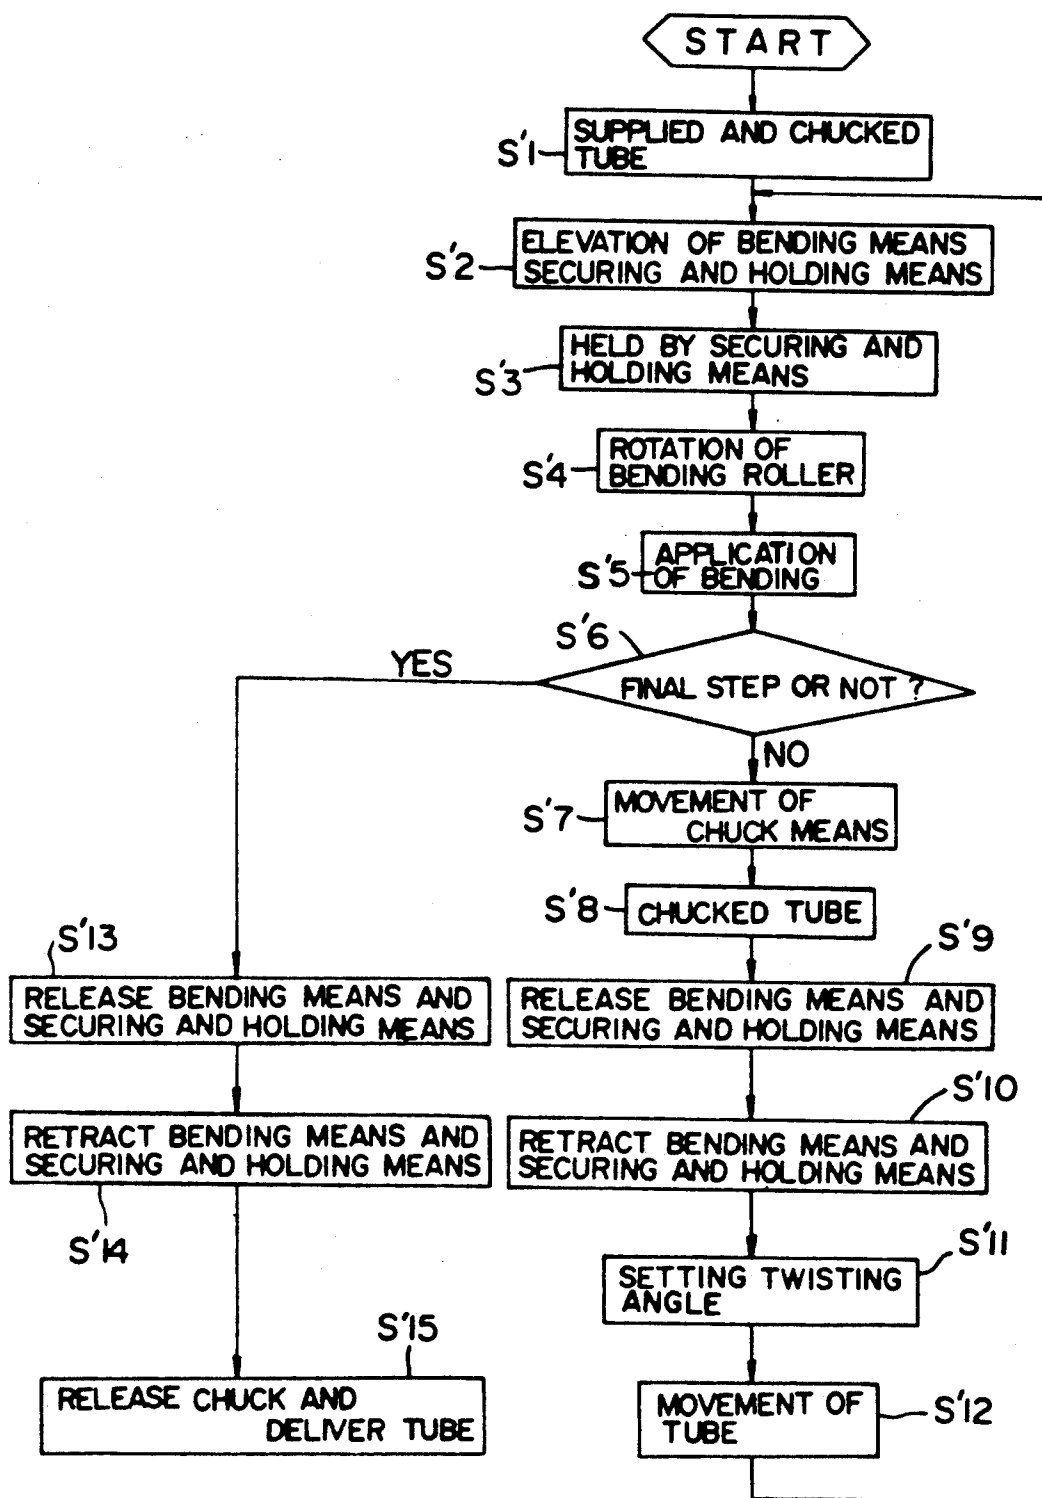 START
S'1
SUPPLIED AND CHUCKED
TUBE
S'2
ELEVATION OF BENDING MEANS
SECURING AND HOLDING MEANS
S'3
HELD BY SECURING AND
HOLDING MEANS
S'4
ROTATION OF
BENDING ROLLER
S'5
APPLICATION
OF BENDING
S'6
YES
FINAL STEP OR NOT ?
NO
S'7
MOVEMENT OF
CHUCK MEANS
S'8
CHUCKED TUBE
S'13
S'9
RELEASE BENDING MEANS AND
SECURING AND HOLDING MEANS
RELEASE BENDING MEANS AND
SECURING AND HOLDING MEANS
S'10
RETRACT BENDING MEANS AND
SECURING AND HOLDING MEANS
RETRACT BENDING MEANS AND
SECURING AND HOLDING MEANS
S'14
S'11
SETTING TWISTING
ANGLE
S'15
RELEASE CHUCK AND
DELIVER TUBE
MOVEMENT OF
TUBE
S'12